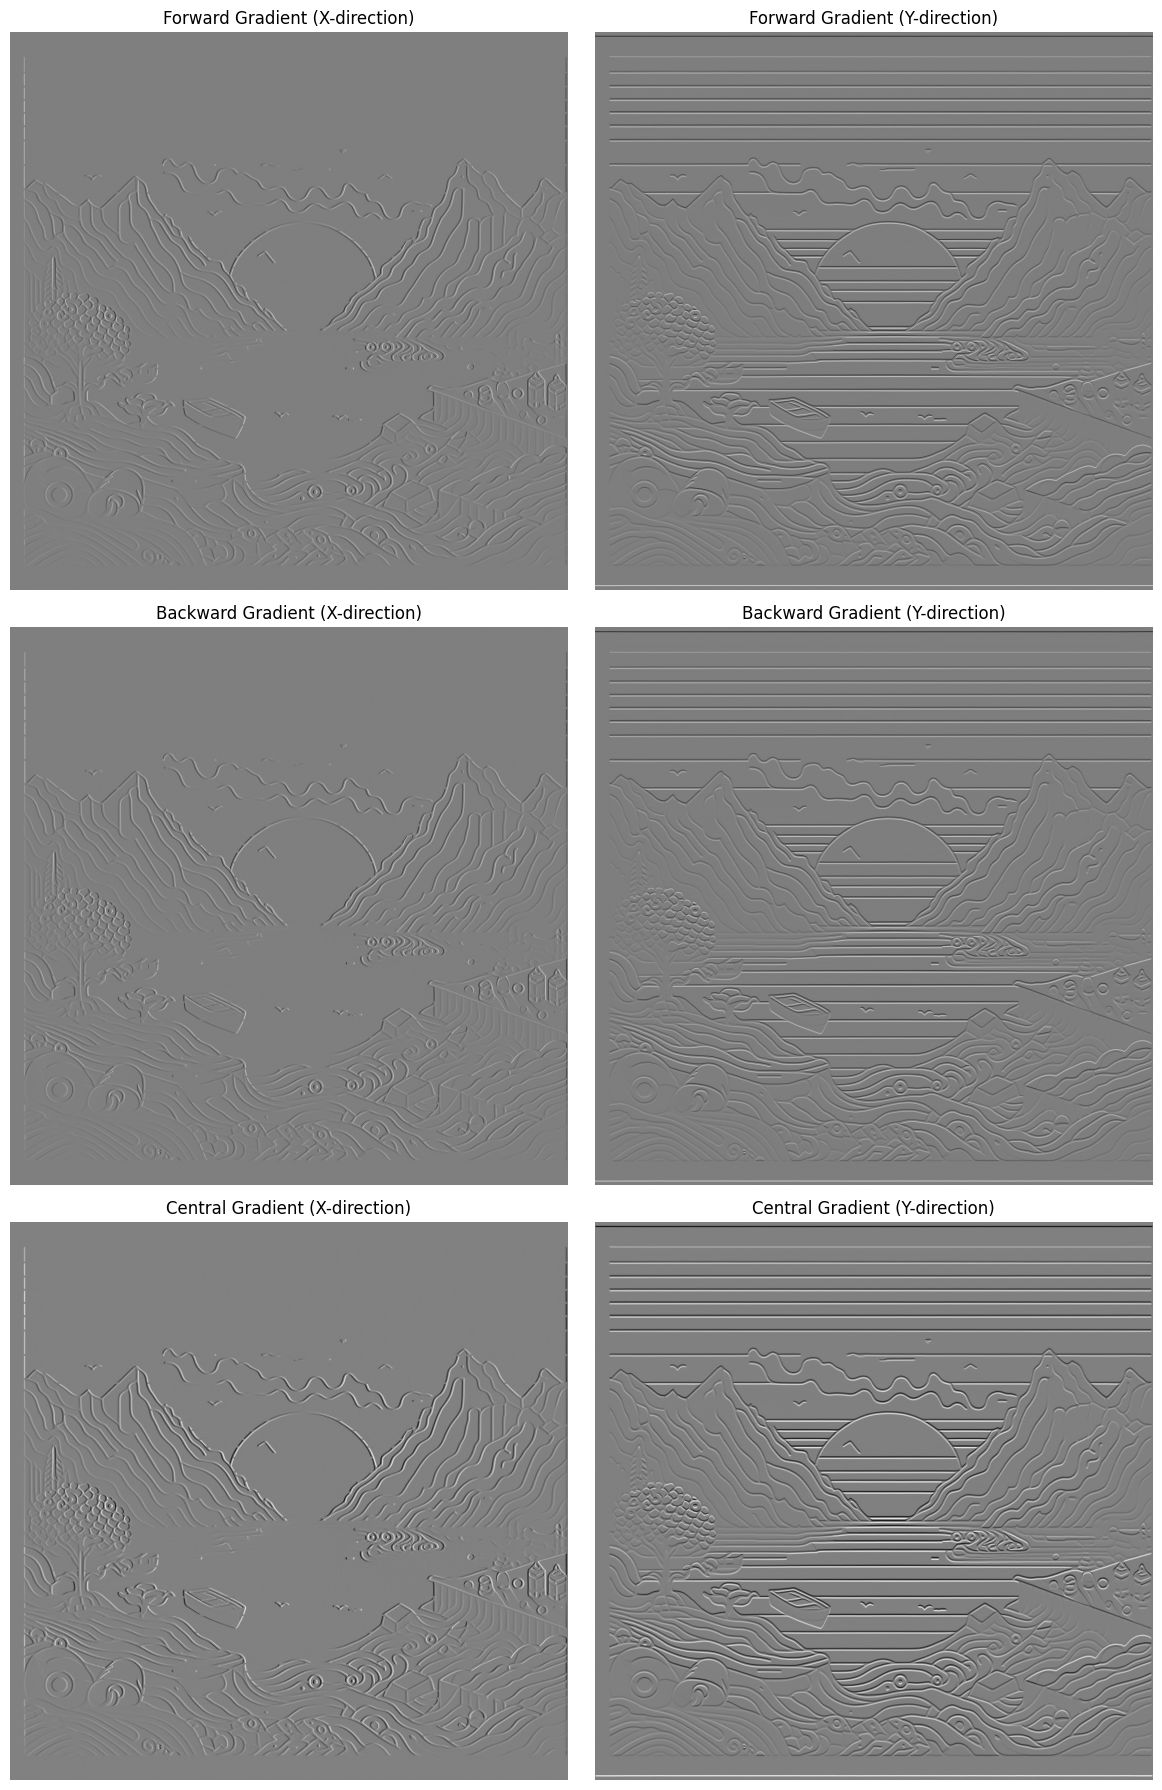 Forward Gradient (X-direction)
Forward Gradient (Y-direction)
Backward Gradient (X-direction)
Backward Gradient (Y-direction)
Central Gradient (X-direction)
Central Gradient (Y-direction)